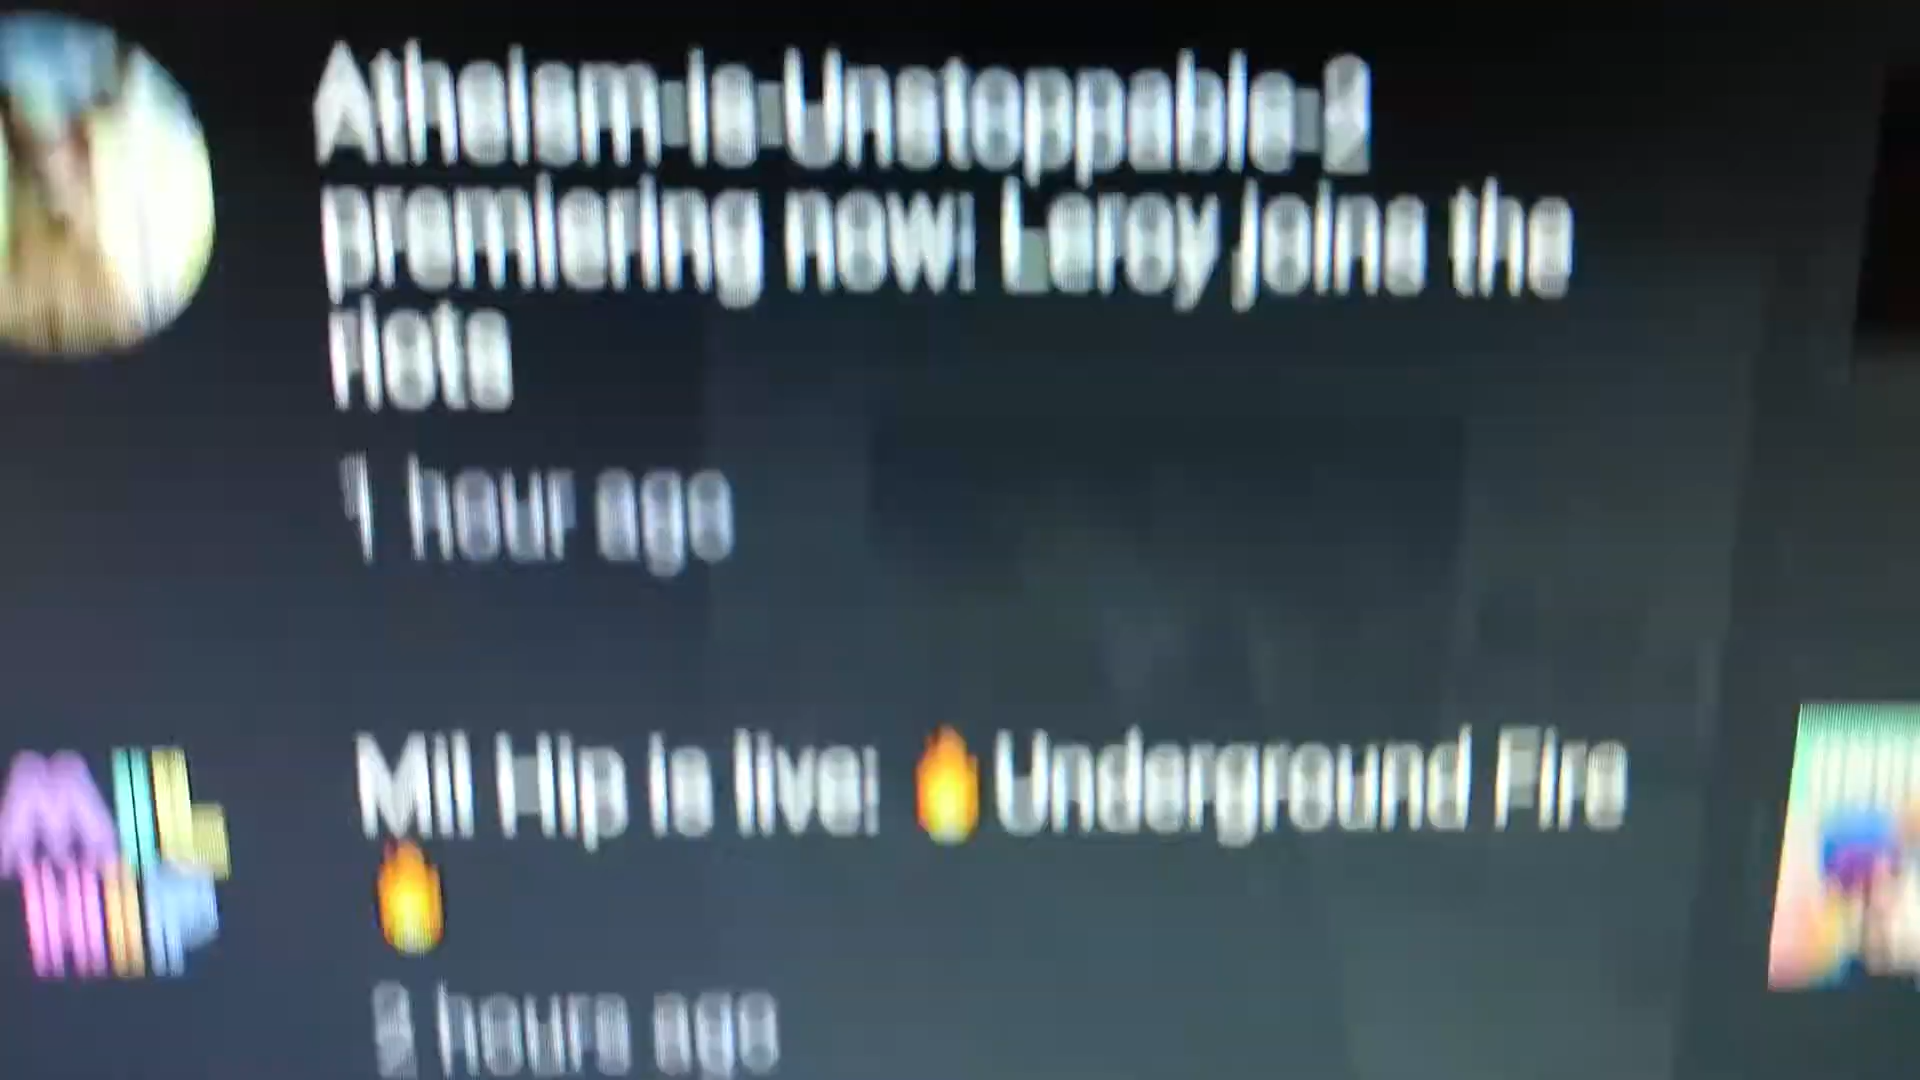 Atheism-is-Unstoppable-2
premiering now: Leroy joins the
riots
1 hour ago
Mil Hip is live: 🔥Underground Fire
🔥
hours ago